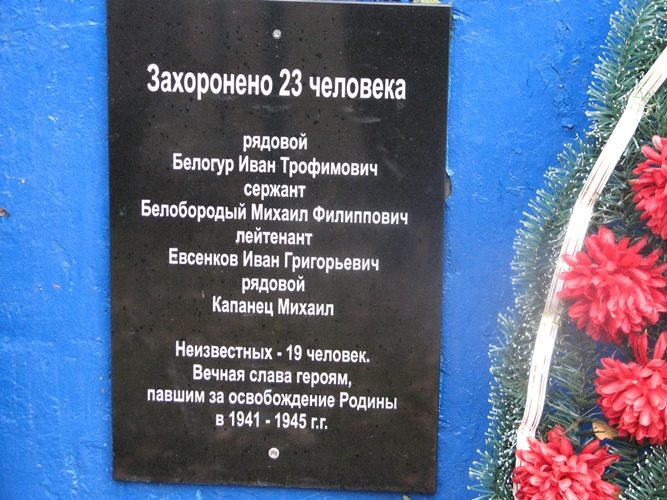 Захоронено 23 человека
рядовой
Белогур Иван Трофимович
сержант
Белобородый Михаил Филиппович
лейтенант
Евсенков Иван Григорьевич
рядовой
Капанец Михаил
Неизвестных - 19 человек.
Вечная слава героям,
павшим за освобождение Родины
в 1941 - 1945 г.г.